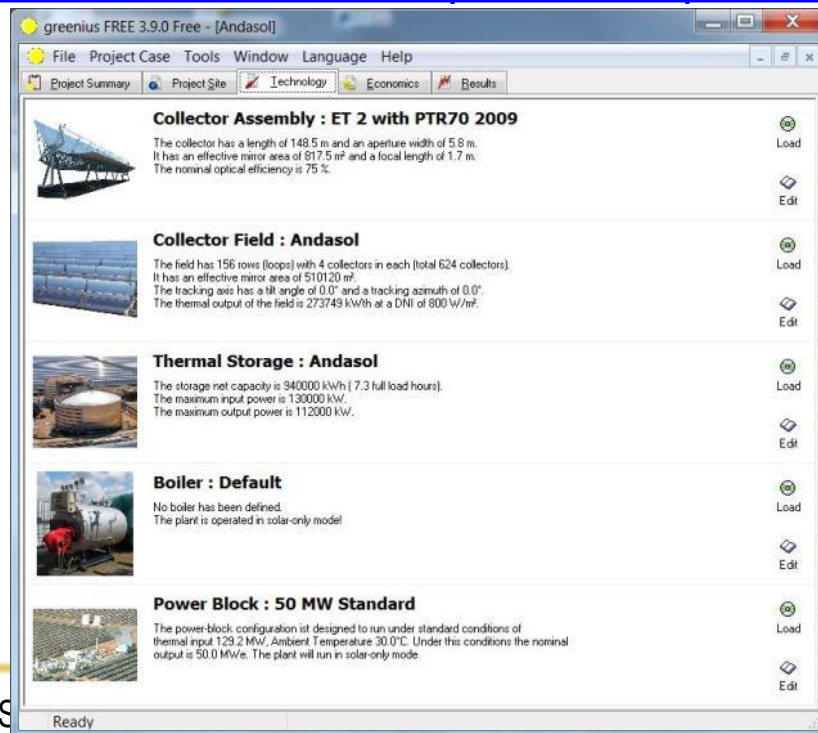 greenius FREE 3.9.0 Free - [Andasol]
File Project Case Tools Window Language Help
Project Summary Project Site Technology Economics Results
Collector Assembly : ET 2 with PTR70 2009
The collector has a length of 148.5 m and an aperture width of 5.8 m.
It has an effective mirror area of 817.5 m² and a focal length of 1.7 m.
The nominal optical efficiency is 75 %.
Load
Edit
Collector Field : Andasol
The field has 156 rows (loops) with 4 collectors in each (total 624 collectors).
It has an effective mirror area of 510120 m².
The tracking axis has a tilt angle of 0.0° and a tracking azimuth of 0.0°.
The thermal output of the field is 273749 kWth at a DNI of 800 W/m².
Load
Edit
Thermal Storage : Andasol
The storage net capacity is 940000 kWh ( 7.3 full load hours).
The maximum input power is 130000 kW.
The maximum output power is 112000 kW.
Load
Edit
Boiler : Default
No boiler has been defined.
The plant is operated in solar-only mode!
Load
Edit
Power Block : 50 MW Standard
The power-block configuration ist designed to run under standard conditions of
thermal input 129.2 MW, Ambient Temperature 30.0°C. Under this conditions the nominal
output is 50.0 MWe. The plant will run in solar-only mode.
Load
Edit
Ready